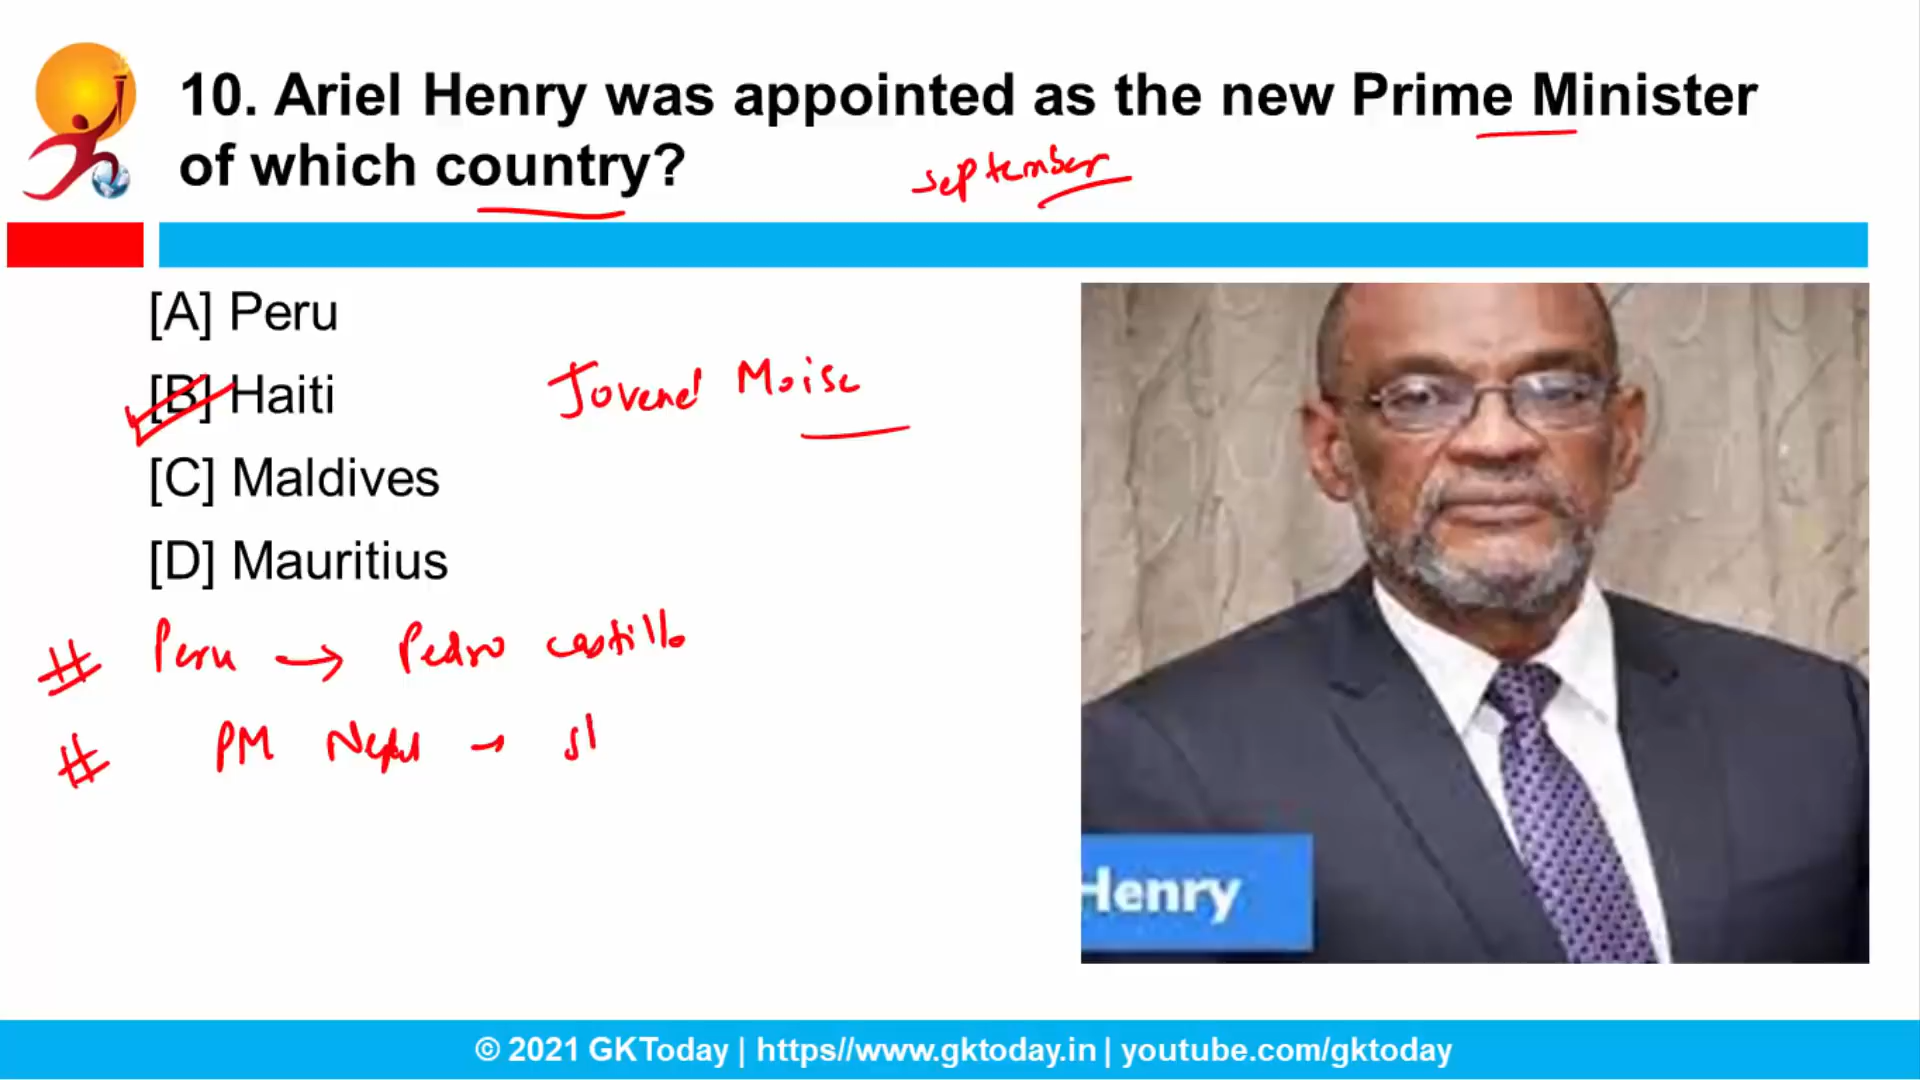 10. Ariel Henry was appointed as the new Prime Minister
of which country?
september
[A] Peru
[B] Haiti
Jovenel Moise
[C] Maldives
[D] Mauritius
# Peru → Pedro castillo
# PM Nepal →
Henry
© 2021 GKToday | https//www.gktoday.in | youtube.com/gktoday